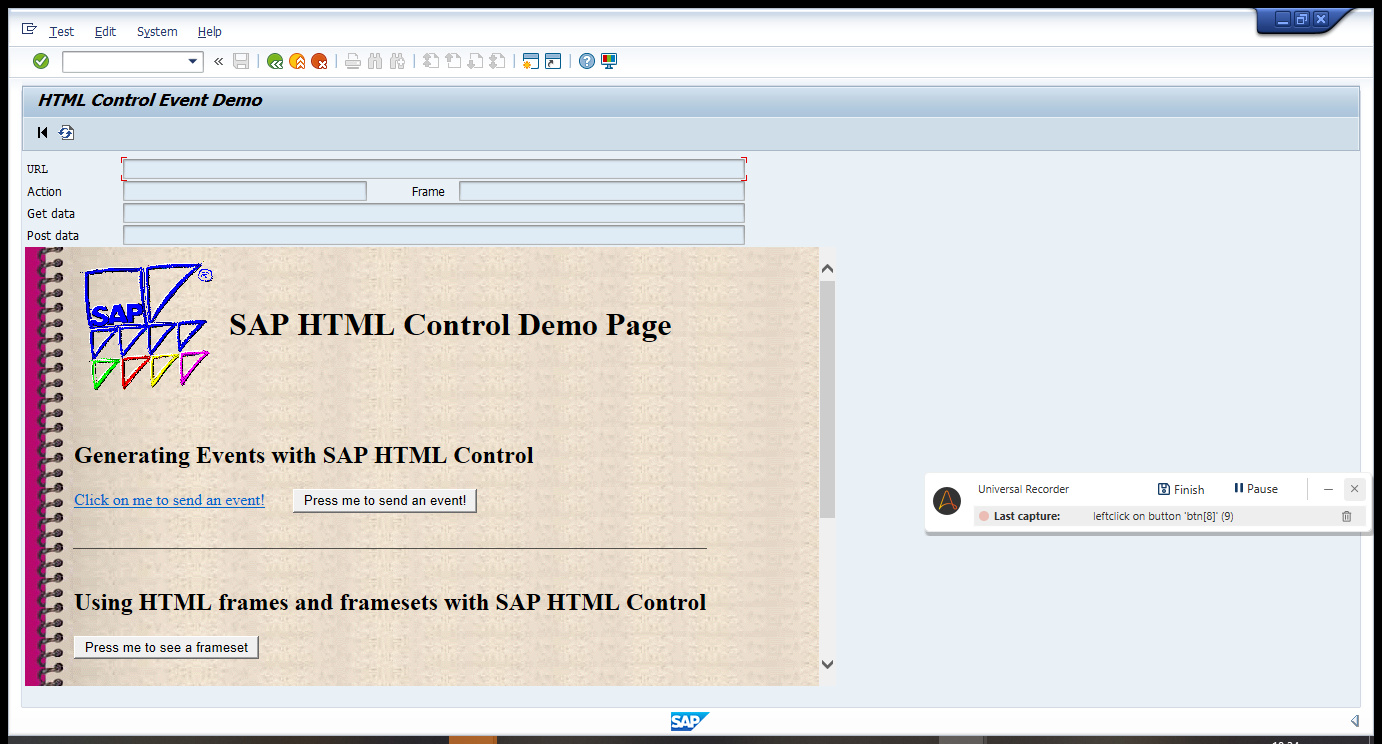 Test Edit System Help
HTML Control Event Demo
URL
Action Frame
Get data
Post data
SAP ®
SAP HTML Control Demo Page
Generating Events with SAP HTML Control
Click on me to send an event! Press me to send an event!
Using HTML frames and framesets with SAP HTML Control
Press me to see a frameset
Universal Recorder Finish Pause
Last capture: leftclick on button 'btn[8]' (9)
SAP